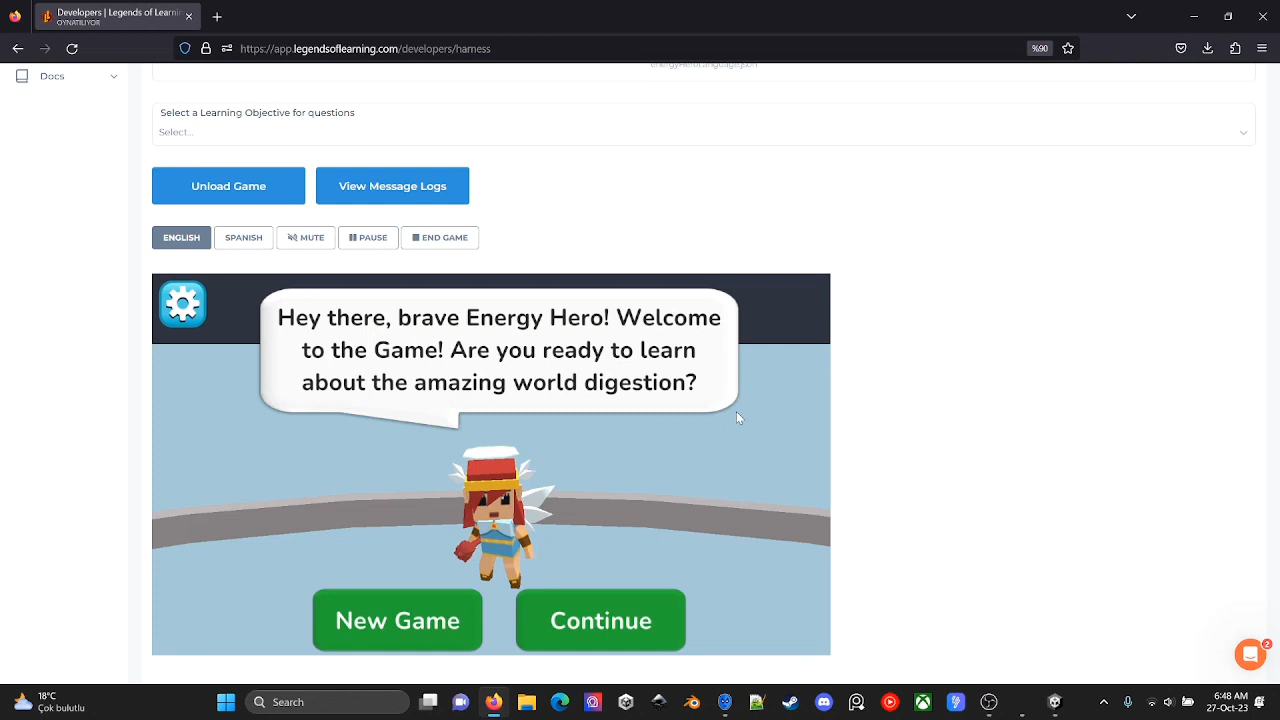 Developers | Legends of Learnin
OYNATILIYOR
https://app.legendsoflearning.com/developers/harness
%90
Docs
energyHeroLanguage.json
Select a Learning Objective for questions
Select...
Unload Game
View Message Logs
ENGLISH
SPANISH
MUTE
PAUSE
END GAME
Hey there, brave Energy Hero! Welcome
to the Game! Are you ready to learn
about the amazing world digestion?
New Game
Continue
2
18°C
Çok bulutlu
Search
6:48 AM
27-Oct-23